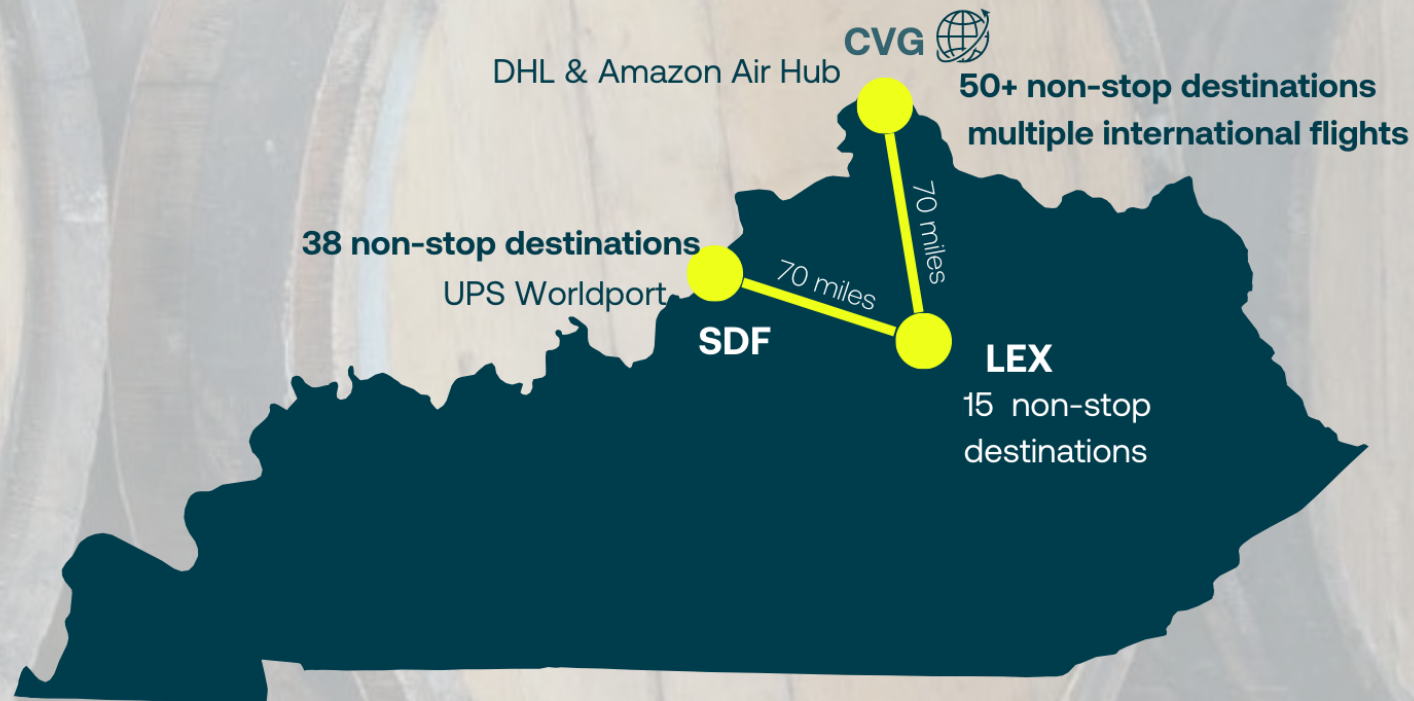 CVG
DHL & Amazon Air Hub
50+ non-stop destinations
multiple international flights
70 miles
38 non-stop destinations
UPS Worldport
70 miles
SDF
LEX
15 non-stop
destinations